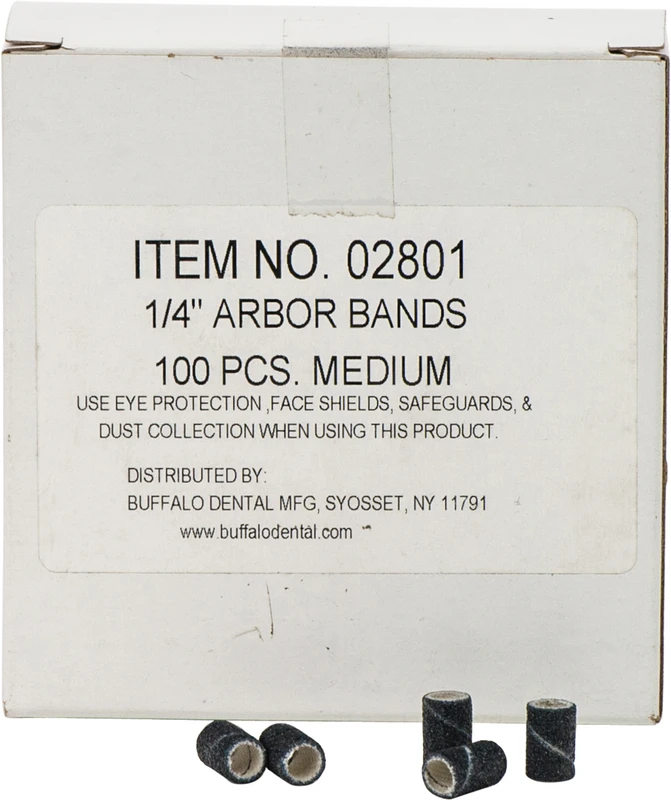 ITEM NO. 02801
1/4" ARBOR BANDS
100 PCS. MEDIUM
USE EYE PROTECTION ,FACE SHIELDS, SAFEGUARDS, &
DUST COLLECTION WHEN USING THIS PRODUCT.
DISTRIBUTED BY:
BUFFALO DENTAL MFG, SYOSSET, NY 11791
www.buffalodental.com